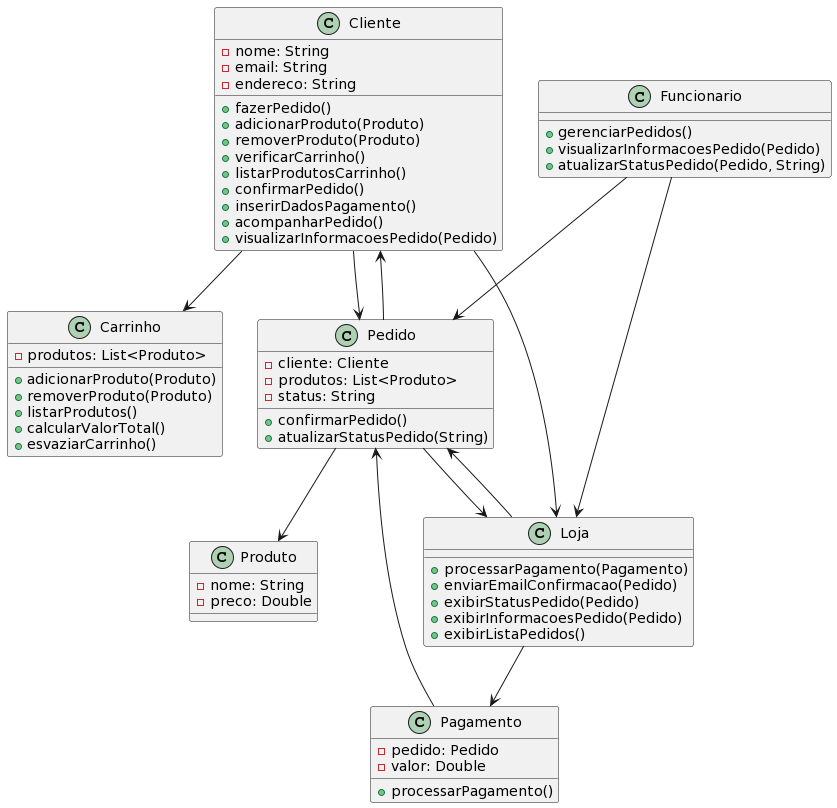 C Cliente
nome: String
email: String
endereco: String
fazerPedido()
adicionarProduto(Produto)
removerProduto(Produto)
verificarCarrinho()
listarProdutosCarrinho()
confirmarPedido()
inserirDadosPagamento()
acompanharPedido()
visualizarInformacoesPedido(Pedido)
C Funcionario
gerenciarPedidos()
visualizarInformacoesPedido(Pedido)
atualizarStatusPedido(Pedido, String)
C Carrinho
produtos: List<Produto>
adicionarProduto(Produto)
removerProduto(Produto)
listarProdutos()
calcularValorTotal()
esvaziarCarrinho()
C Pedido
cliente: Cliente
produtos: List<Produto>
status: String
confirmarPedido()
atualizarStatusPedido(String)
C Produto
nome: String
preco: Double
C Loja
processarPagamento(Pagamento)
enviarEmailConfirmacao(Pedido)
exibirStatusPedido(Pedido)
exibirInformacoesPedido(Pedido)
exibirListaPedidos()
C Pagamento
pedido: Pedido
valor: Double
processarPagamento()